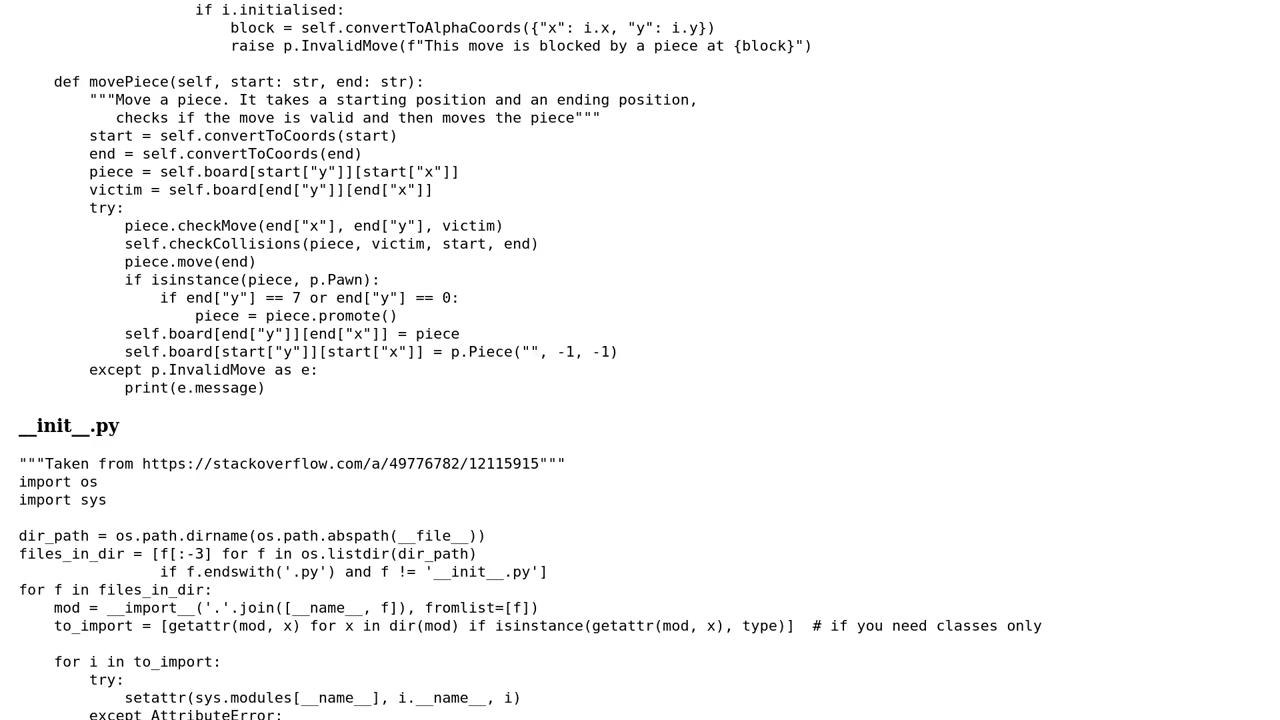 if i.initialised:
                        block = self.convertToAlphaCoords({"x": i.x, "y": i.y})
                        raise p.InvalidMove(f"This move is blocked by a piece at {block}")

    def movePiece(self, start: str, end: str):
        """Move a piece. It takes a starting position and an ending position,
           checks if the move is valid and then moves the piece"""
        start = self.convertToCoords(start)
        end = self.convertToCoords(end)
        piece = self.board[start["y"]][start["x"]]
        victim = self.board[end["y"]][end["x"]]
        try:
            piece.checkMove(end["x"], end["y"], victim)
            self.checkCollisions(piece, victim, start, end)
            piece.move(end)
            if isinstance(piece, p.Pawn):
                if end["y"] == 7 or end["y"] == 0:
                    piece = piece.promote()
            self.board[end["y"]][end["x"]] = piece
            self.board[start["y"]][start["x"]] = p.Piece("", -1, -1)
        except p.InvalidMove as e:
            print(e.message)

__init__.py

"""Taken from https://stackoverflow.com/a/49776782/12115915"""
import os
import sys

dir_path = os.path.dirname(os.path.abspath(__file__))
files_in_dir = [f[:-3] for f in os.listdir(dir_path)
                if f.endswith('.py') and f != '__init__.py']
for f in files_in_dir:
    mod = __import__('.'.join([__name__, f]), fromlist=[f])
    to_import = [getattr(mod, x) for x in dir(mod) if isinstance(getattr(mod, x), type)]  # if you need classes only

    for i in to_import:
        try:
            setattr(sys.modules[__name__], i.__name__, i)
        except AttributeError: